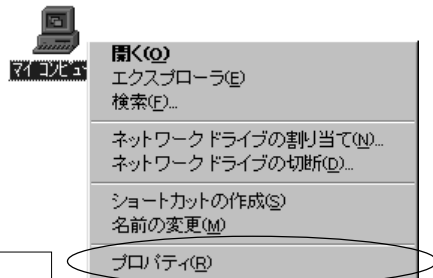 マイ コンピュ
開く(O)
エクスプローラ(E)
検索(F)...
ネットワーク ドライブの割り当て(N)...
ネットワーク ドライブの切断(D)...
ショートカットの作成(S)
名前の変更(M)
プロパティ(R)